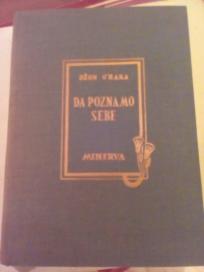 DŽON O'HARA
DA POZNAMO
SEBE
MINERVA